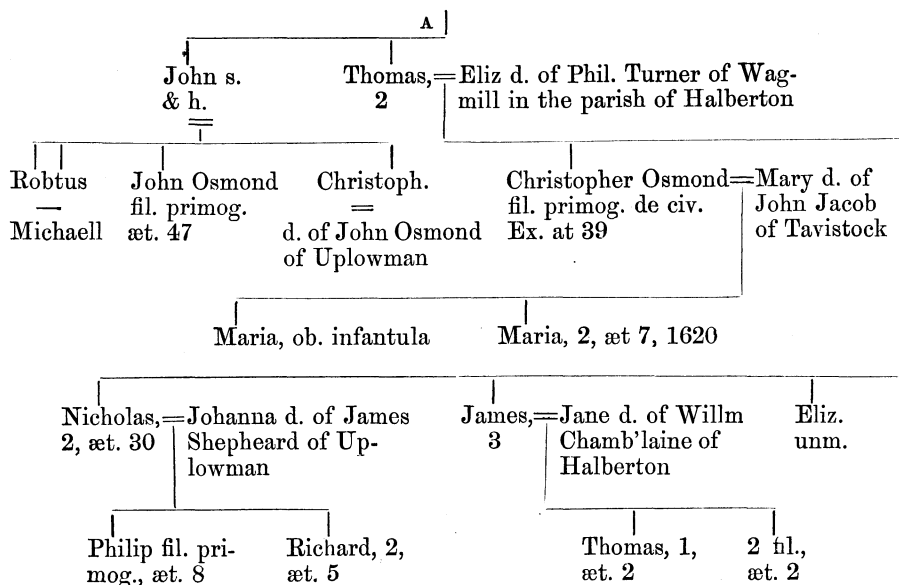 A
John s.
& h.
Thomas,
2
Eliz d. of Phil. Turner of Wag-
mill in the parish of Halberton
Robtus
Michaell
John Osmond
fil. primog.
æt. 47
Christoph.
d. of John Osmond
of Uplowman
Christopher Osmond
fil. primog. de civ.
Ex. at 39
Mary d. of
John Jacob
of Tavistock
Maria, ob. infantula
Maria, 2, æt 7, 1620
Nicholas,
2, æt. 30
Johanna d. of James
Shepheard of Up-
lowman
James,
3
Jane d. of Willm
Chamb'laine of
Halberton
Eliz.
unm.
Philip fil. pri-
mog., æt. 8
Richard, 2,
æt. 5
Thomas, 1,
æt. 2
2 fil.,
æt. 2